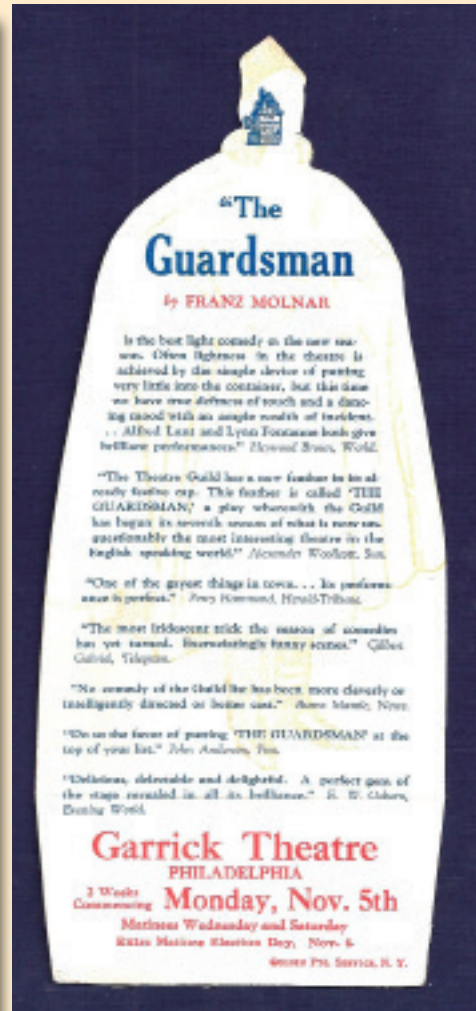 "The
Guardsman
by FRANZ MOLNAR
Is the best light comedy in the new sea-
son. Often lightness in the theatre is
achieved by the simple device of putting
very little into the container, but this time
we have true deftness of touch and a danc-
ing mood with an ample wealth of incident.
. . Alfred Lunt and Lynn Fontanne both give
brilliant performances." Heywood Broun, World.
"The Theatre Guild has a new feather in its al-
ready festive cap. This feather is called 'THE
GUARDSMAN,' a play wherewith the Guild
has begun its seventh season of what is now un-
questionably the most interesting theatre in the
English speaking world." Alexander Woollcott, Sun.
"One of the gayest things in town. . . Its perform-
ance is perfect." Percy Hammond, Herald-Tribune.
"The most iridescent trick the season of comedies
has yet turned. Excruciatingly funny scenes." Gilbert
Gabriel, Telegram.
"No comedy of the Guild for has been more cleverly or
intelligently directed or better cast." Burns Mantle, News.
"Do us the favor of putting 'THE GUARDSMAN' at the
top of your list." John Anderson, Post.
"Delicious, delectable and delightful. A perfect gem of
the stage revealed in all its brilliance." E. W. Osborn,
Evening World.
Garrick Theatre
PHILADELPHIA
Weeks
Commencing Monday, Nov. 5th
Matinees Wednesday and Saturday
Extra Matinee Election Day, Nov. 6
Ptg. Service, N. Y.